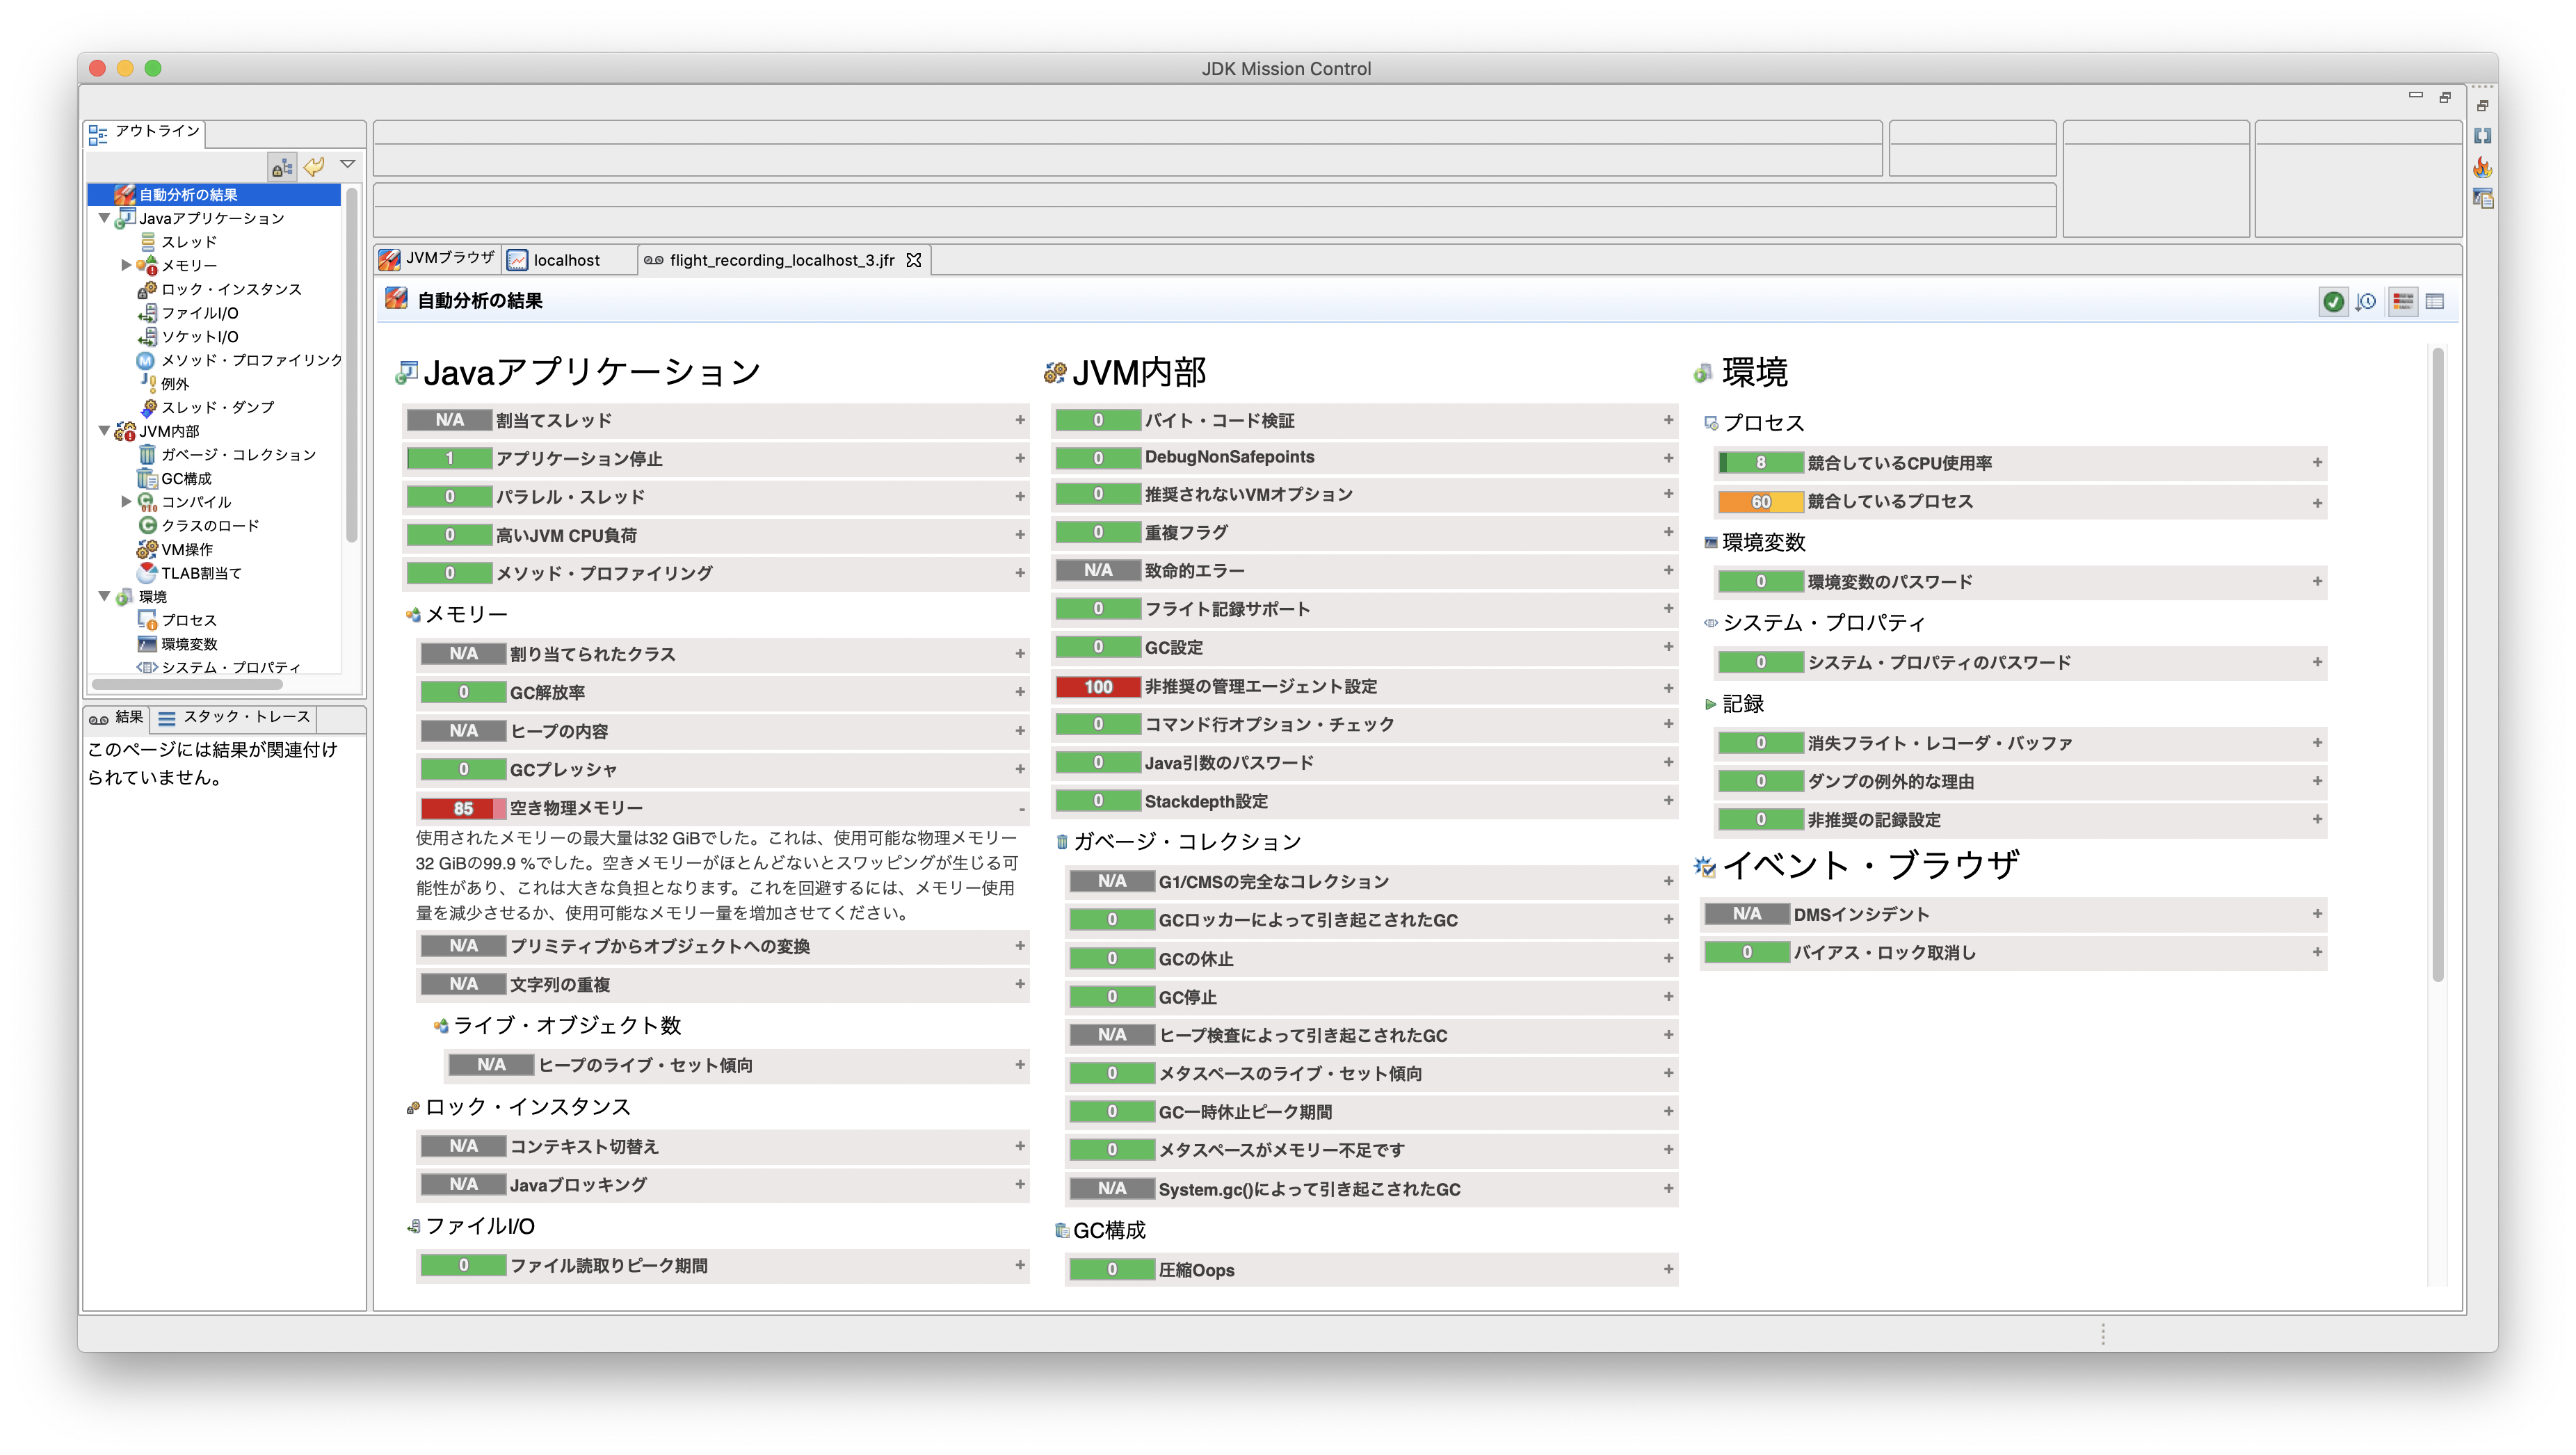 JDK Mission Control
アウトライン
自動分析の結果
Javaアプリケーション
スレッド
メモリー
ロック・インスタンス
ファイルI/O
ソケットI/O
メソッド・プロファイリング
例外
スレッド・ダンプ
JVM内部
ガベージ・コレクション
GC構成
コンパイル
クラスのロード
VM操作
TLAB割当て
環境
プロセス
環境変数
システム・プロパティ
結果
スタック・トレース
このページには結果が関連付け
られていません。
JVMブラウザ
localhost
flight_recording_localhost_3.jfr
自動分析の結果
Javaアプリケーション
N/A 割当てスレッド +
1 アプリケーション停止 +
0 パラレル・スレッド +
0 高いJVM CPU負荷 +
0 メソッド・プロファイリング +
メモリー
N/A 割り当てられたクラス +
0 GC解放率 +
N/A ヒープの内容 +
0 GCプレッシャ +
85 空き物理メモリー -
使用されたメモリーの最大量は32 GiBでした。これは、使用可能な物理メモリー
32 GiBの99.9 %でした。空きメモリーがほとんどないとスワッピングが生じる可
能性があり、これは大きな負担となります。これを回避するには、メモリー使用
量を減少させるか、使用可能なメモリー量を増加させてください。
N/A プリミティブからオブジェクトへの変換 +
N/A 文字列の重複 +
ライブ・オブジェクト数
N/A ヒープのライブ・セット傾向 +
ロック・インスタンス
N/A コンテキスト切替え +
N/A Javaブロッキング +
ファイルI/O
0 ファイル読取りピーク期間 +
JVM内部
0 バイト・コード検証 +
0 DebugNonSafepoints +
0 推奨されないVMオプション +
0 重複フラグ +
N/A 致命的エラー +
0 フライト記録サポート +
0 GC設定 +
100 非推奨の管理エージェント設定 +
0 コマンド行オプション・チェック +
0 Java引数のパスワード +
0 Stackdepth設定 +
ガベージ・コレクション
N/A G1/CMSの完全なコレクション +
0 GCロッカーによって引き起こされたGC +
0 GCの休止 +
0 GC停止 +
N/A ヒープ検査によって引き起こされたGC +
0 メタスペースのライブ・セット傾向 +
0 GC一時休止ピーク期間 +
0 メタスペースがメモリー不足です +
N/A System.gc()によって引き起こされたGC +
GC構成
0 圧縮Oops +
環境
プロセス
8 競合しているCPU使用率 +
60 競合しているプロセス +
環境変数
0 環境変数のパスワード +
システム・プロパティ
0 システム・プロパティのパスワード +
記録
0 消失フライト・レコーダ・バッファ +
0 ダンプの例外的な理由 +
0 非推奨の記録設定 +
イベント・ブラウザ
N/A DMSインシデント +
0 バイアス・ロック取消し +